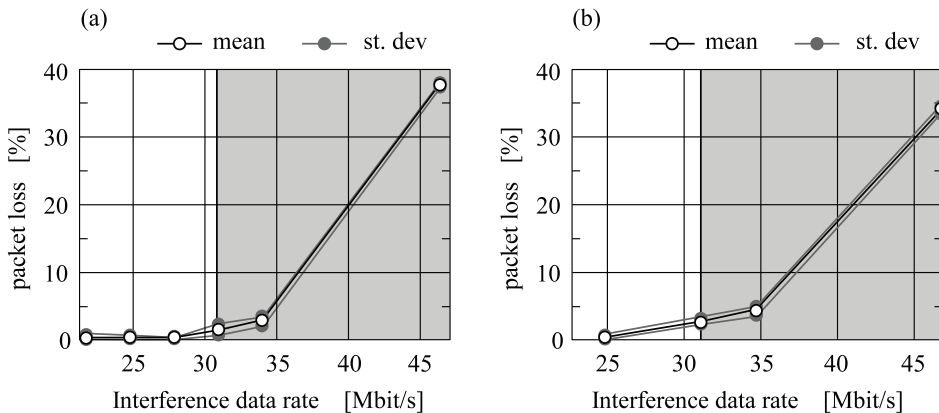 (a)
mean st. dev
packet loss [%]
40
30
20
10
0
25 30 35 40 45
Interference data rate [Mbit/s]
(b)
mean st. dev
packet loss [%]
40
30
20
10
0
25 30 35 40 45
Interference data rate [Mbit/s]